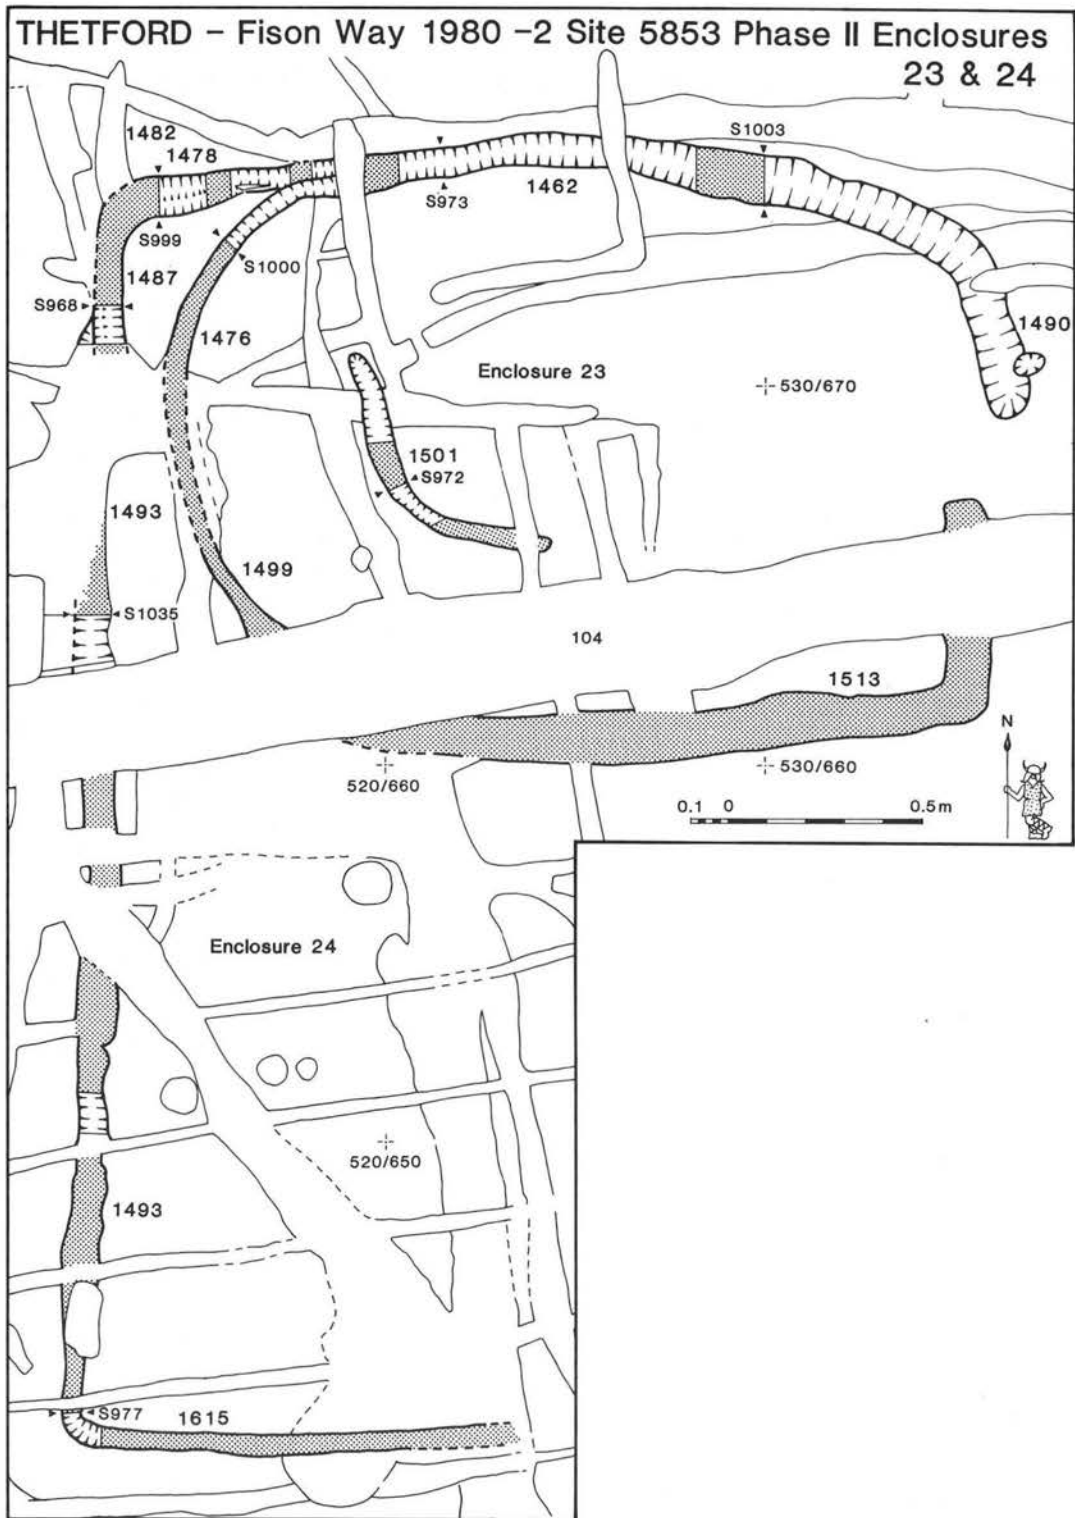 THETFORD – Fison Way 1980 –2 Site 5853 Phase II Enclosures
23 & 24
1482
1478
S1003
1462
S973
S999
S1000
1487
S968
1476
1490
Enclosure 23
530/670
1501
S972
1493
1499
S1035
104
1513
N
520/660
530/660
0.1 0 0.5m
Enclosure 24
520/650
1493
S977
1615